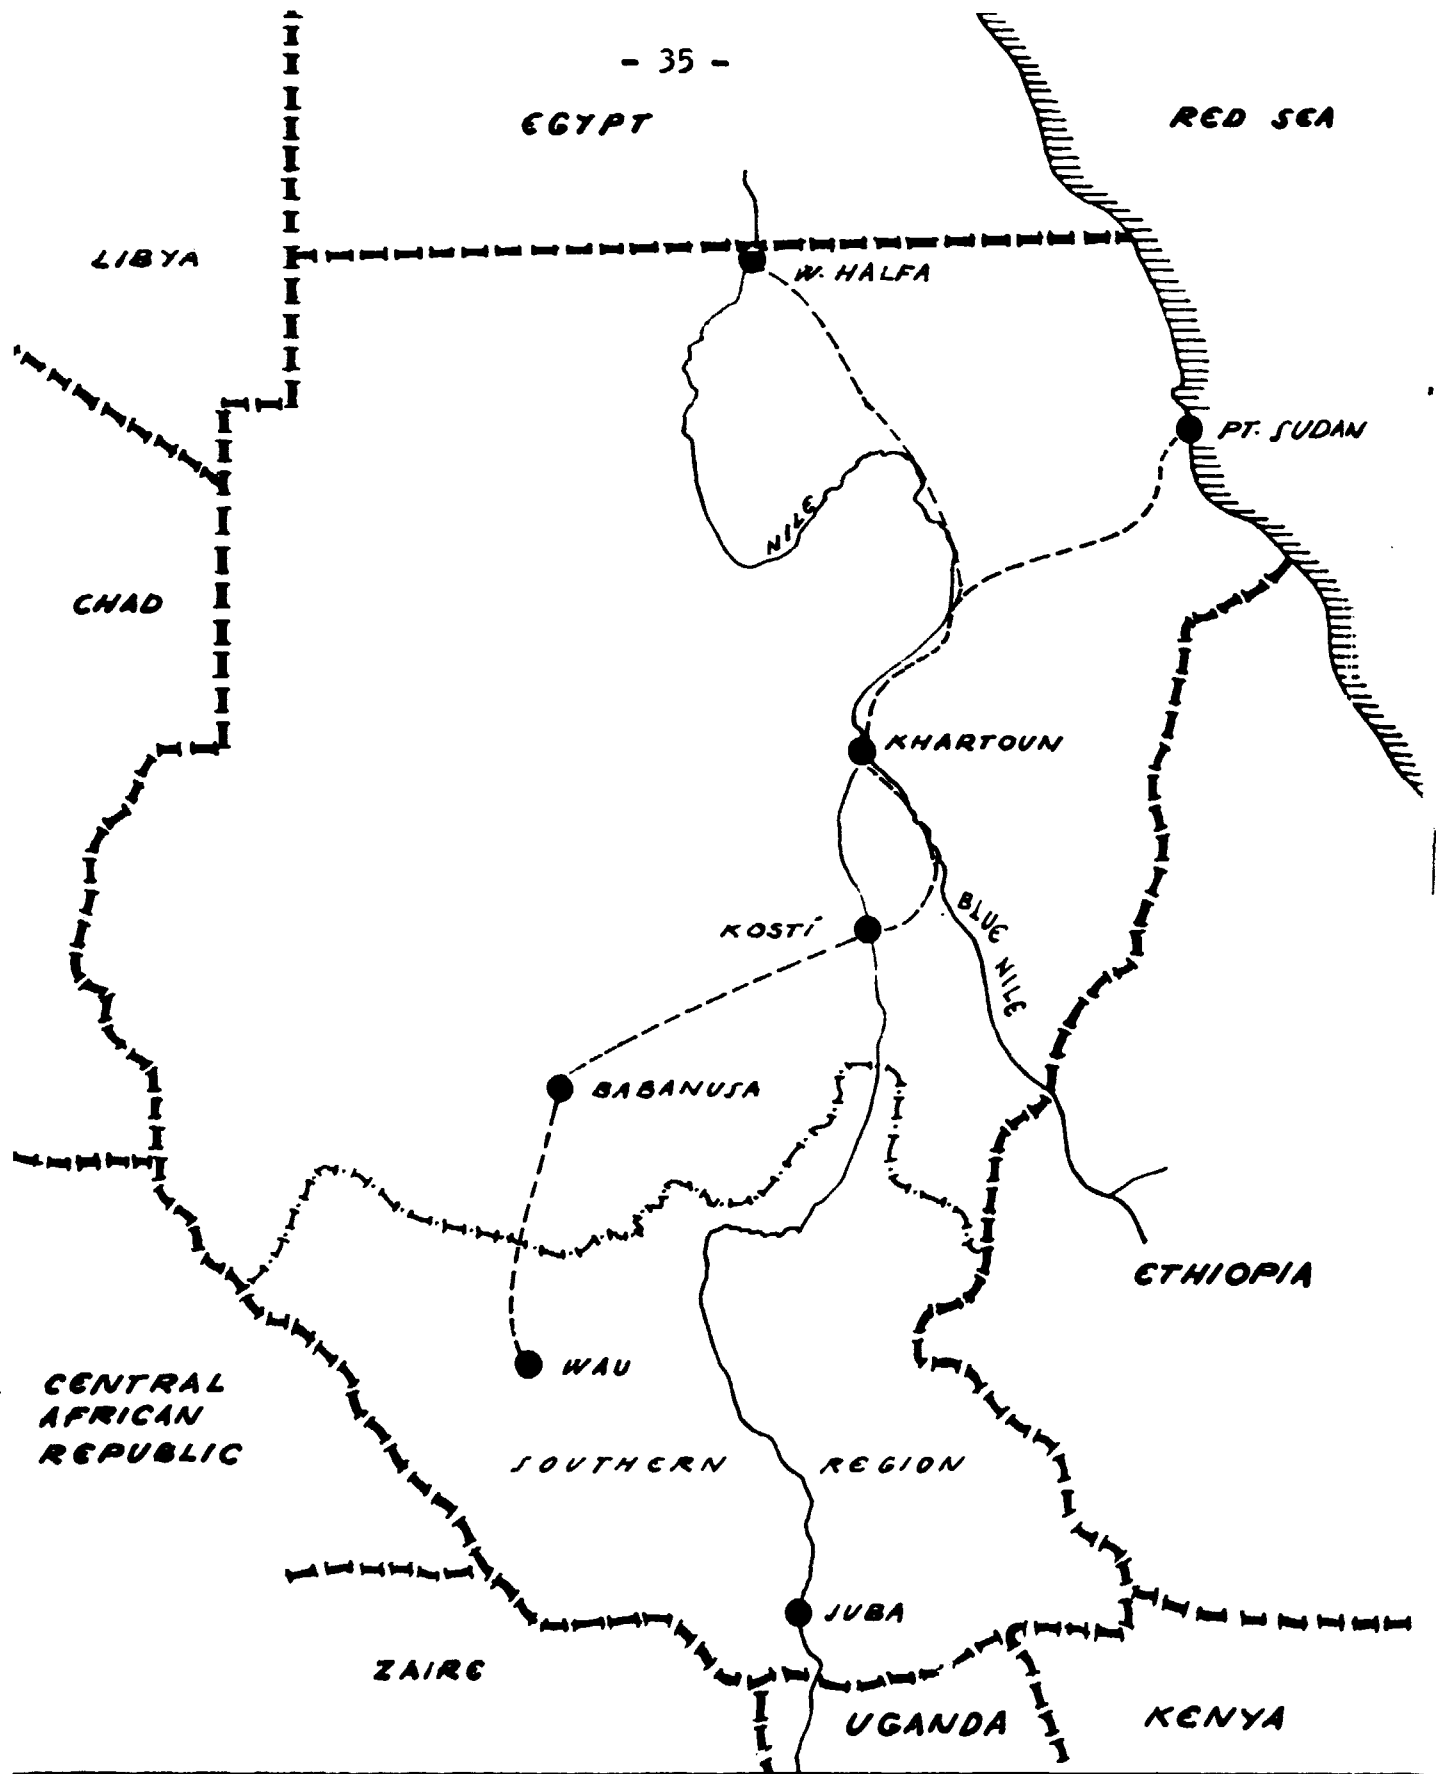 - 35 -
EGYPT
RED SEA
LIBYA
W. HALFA
PT. SUDAN
NILE
CHAD
KHARTOUN
KOSTI
BLUE NILE
BABANUSA
ETHIOPIA
WAU
CENTRAL
AFRICAN
REPUBLIC
SOUTHERN REGION
JUBA
ZAIRE
UGANDA
KENYA